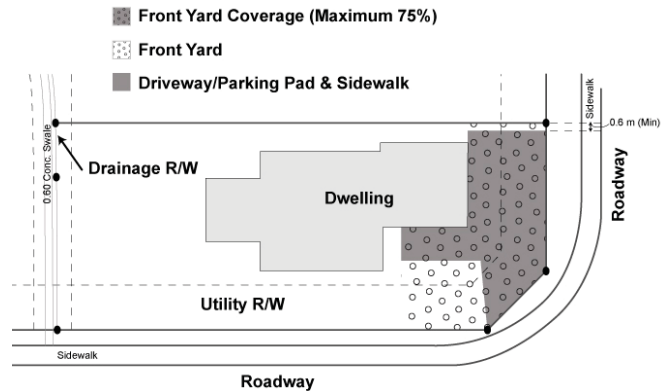 Front Yard Coverage (Maximum 75%)
Front Yard
Driveway/Parking Pad & Sidewalk
Sidewalk
0.6 m (Min)
0.60 Conc. Swale
Drainage R/W
Dwelling
Roadway
Utility R/W
Sidewalk
Roadway